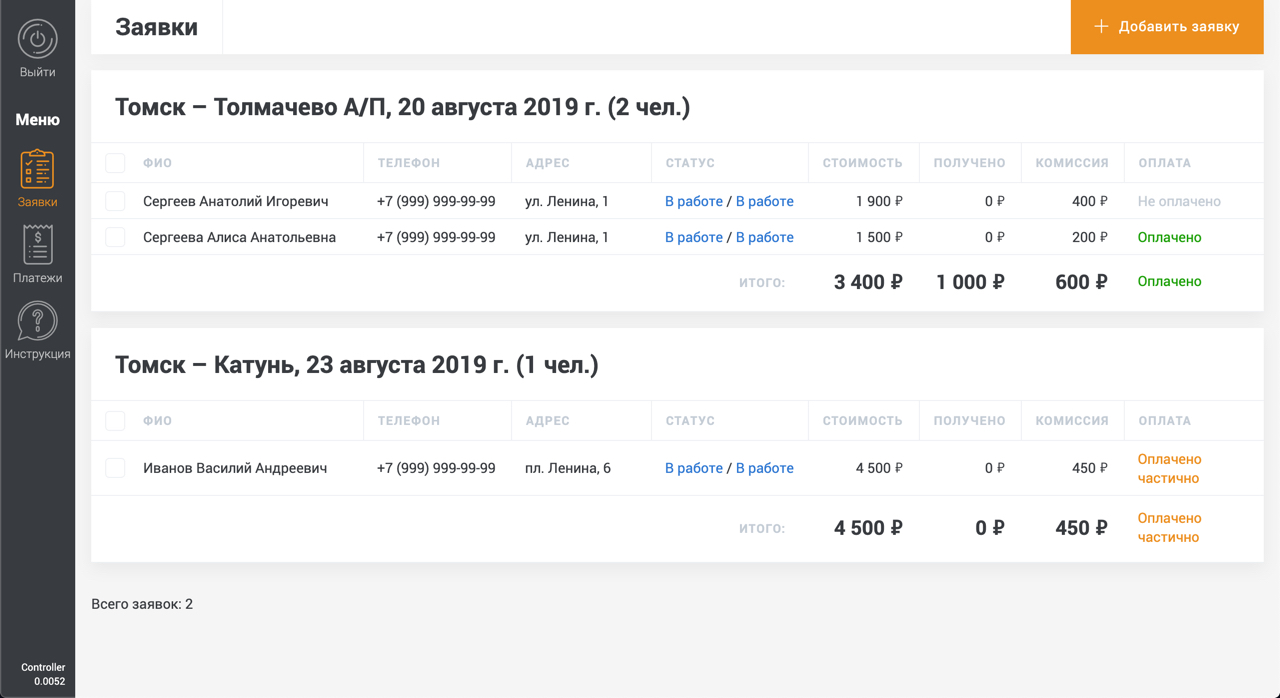 Выйти
Меню
Заявки
Платежи
Инструкция
Controller
0.0052
Заявки
+ Добавить заявку
Томск – Толмачево А/П, 20 августа 2019 г. (2 чел.)
ФИО ТЕЛЕФОН АДРЕС СТАТУС СТОИМОСТЬ ПОЛУЧЕНО КОМИССИЯ ОПЛАТА
Сергеев Анатолий Игоревич +7 (999) 999-99-99 ул. Ленина, 1 В работе / В работе 1 900 ₽ 0 ₽ 400 ₽ Не оплачено
Сергеева Алиса Анатольевна +7 (999) 999-99-99 ул. Ленина, 1 В работе / В работе 1 500 ₽ 0 ₽ 200 ₽ Оплачено
ИТОГО: 3 400 ₽ 1 000 ₽ 600 ₽ Оплачено
Томск – Катунь, 23 августа 2019 г. (1 чел.)
ФИО ТЕЛЕФОН АДРЕС СТАТУС СТОИМОСТЬ ПОЛУЧЕНО КОМИССИЯ ОПЛАТА
Иванов Василий Андреевич +7 (999) 999-99-99 пл. Ленина, 6 В работе / В работе 4 500 ₽ 0 ₽ 450 ₽ Оплачено
частично
ИТОГО: 4 500 ₽ 0 ₽ 450 ₽ Оплачено
частично
Всего заявок: 2